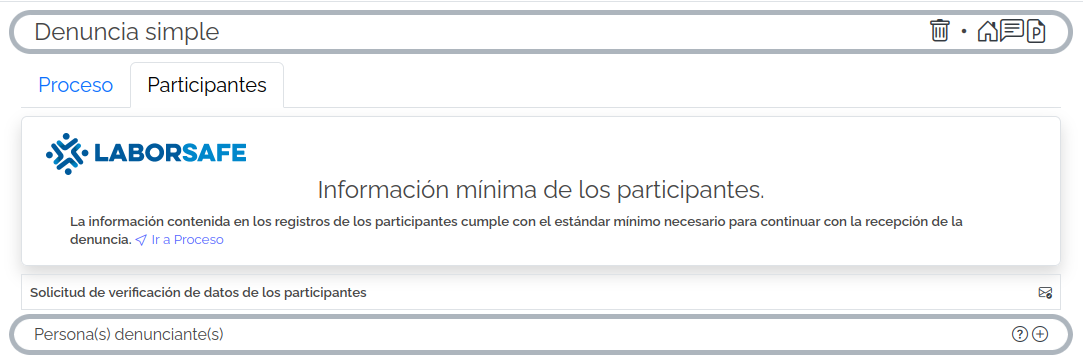 Denuncia simple
Proceso
Participantes
LABORSAFE
Información mínima de los participantes.
La información contenida en los registros de los participantes cumple con el estándar mínimo necesario para continuar con la recepción de la
denuncia. Ir a Proceso
Solicitud de verificación de datos de los participantes
Persona(s) denunciante(s)